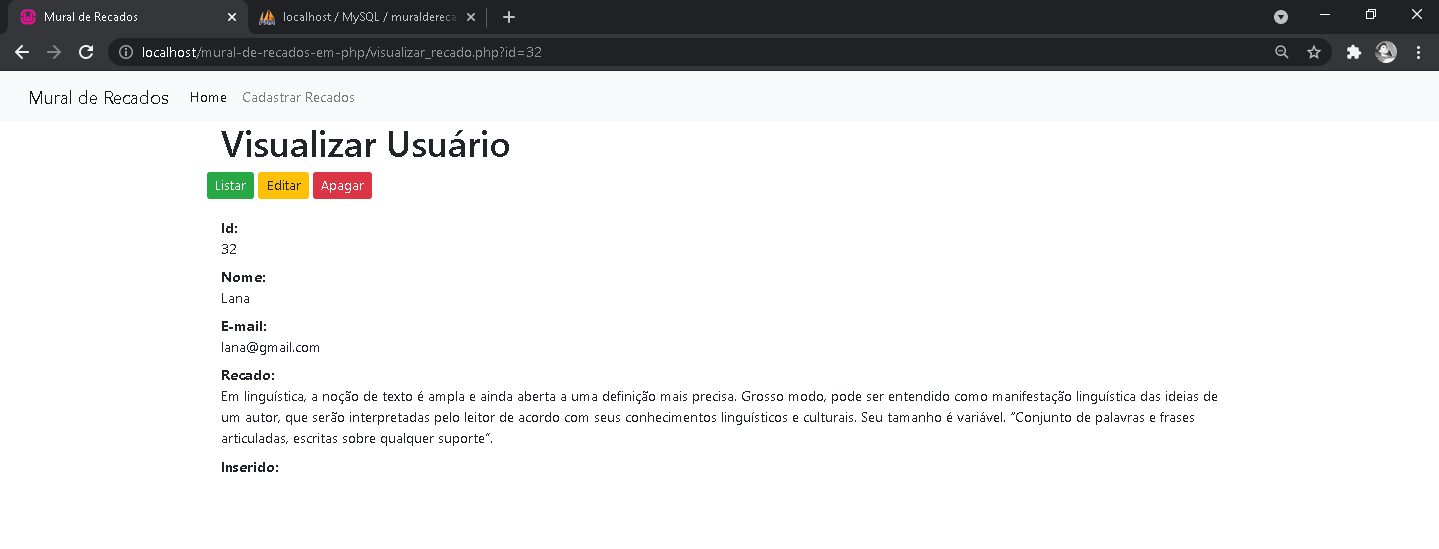 Mural de Recados
localhost / MySQL / muraldereca
localhost/mural-de-recados-em-php/visualizar_recado.php?id=32
Mural de Recados Home Cadastrar Recados
Visualizar Usuário
Listar Editar Apagar
Id:
32
Nome:
Lana
E-mail:
lana@gmail.com
Recado:
Em linguística, a noção de texto é ampla e ainda aberta a uma definição mais precisa. Grosso modo, pode ser entendido como manifestação linguística das ideias de
um autor, que serão interpretadas pelo leitor de acordo com seus conhecimentos linguísticos e culturais. Seu tamanho é variável. “Conjunto de palavras e frases
articuladas, escritas sobre qualquer suporte”.
Inserido: